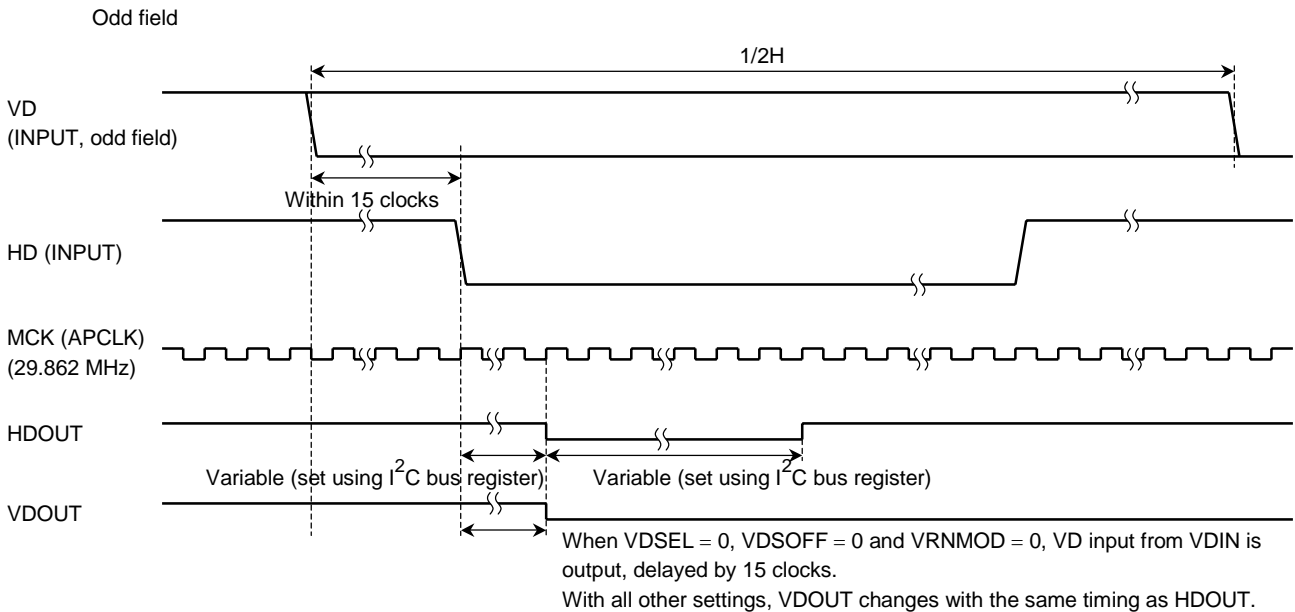 Odd field
1/2H
VD
(INPUT, odd field)
Within 15 clocks
HD (INPUT)
MCK (APCLK)
(29.862 MHz)
HDOUT
Variable (set using I²C bus register)
Variable (set using I²C bus register)
VDOUT
When VDSEL = 0, VDSOFF = 0 and VRNMOD = 0, VD input from VDIN is
output, delayed by 15 clocks.
With all other settings, VDOUT changes with the same timing as HDOUT.